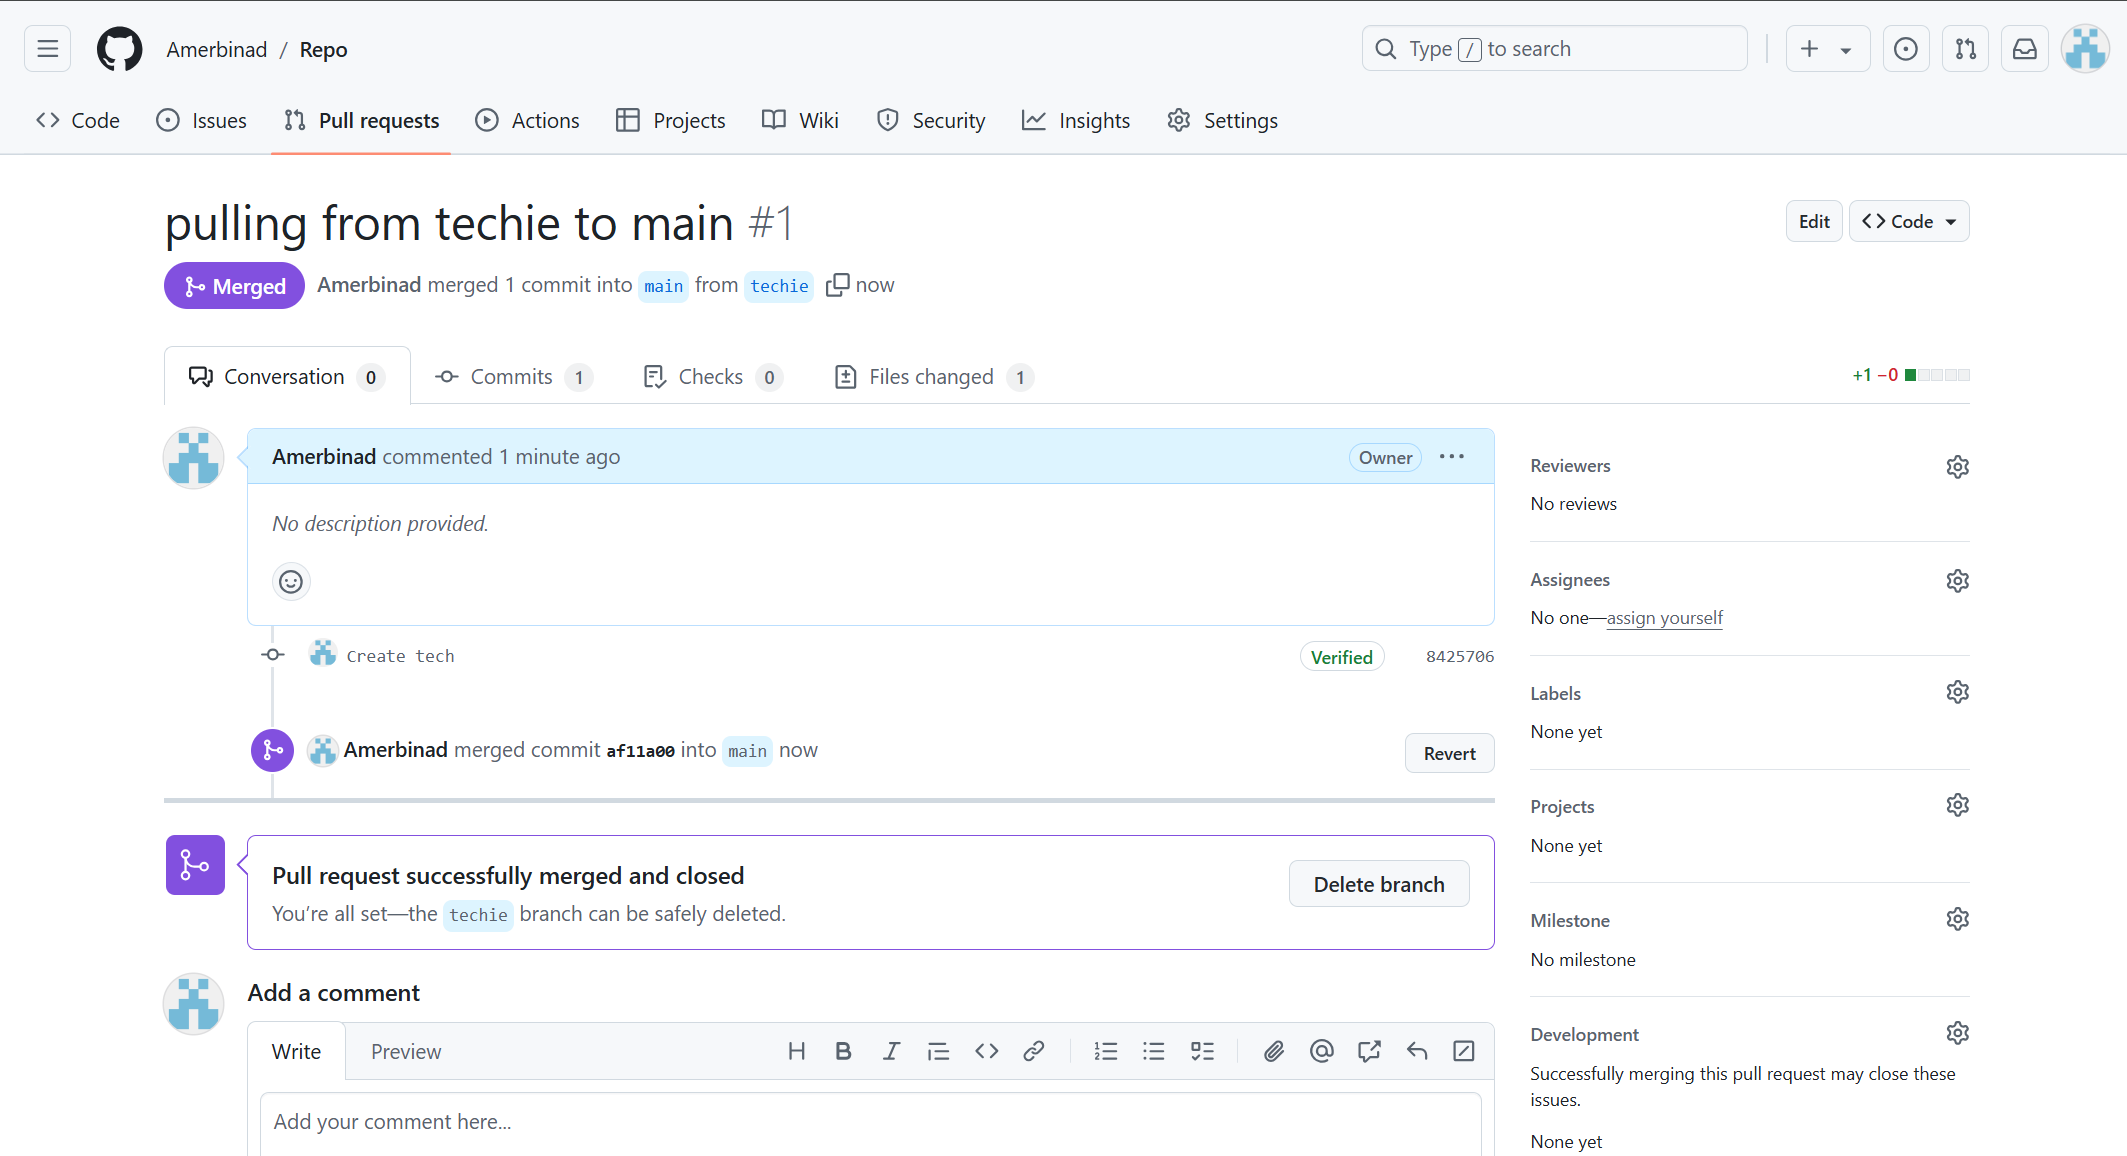 Amerbinad / Repo
Type / to search
Code Issues Pull requests Actions Projects Wiki Security Insights Settings
pulling from techie to main #1
Edit Code
Merged Amerbinad merged 1 commit into main from techie now
Conversation 0 Commits 1 Checks 0 Files changed 1
+1 −0
Amerbinad commented 1 minute ago Owner
No description provided.
Create tech Verified 8425706
Amerbinad merged commit af11a00 into main now Revert
Pull request successfully merged and closed
You’re all set—the techie branch can be safely deleted.
Delete branch
Add a comment
Write Preview
Add your comment here...
Reviewers
No reviews
Assignees
No one—assign yourself
Labels
None yet
Projects
None yet
Milestone
No milestone
Development
Successfully merging this pull request may close these
issues.
None yet